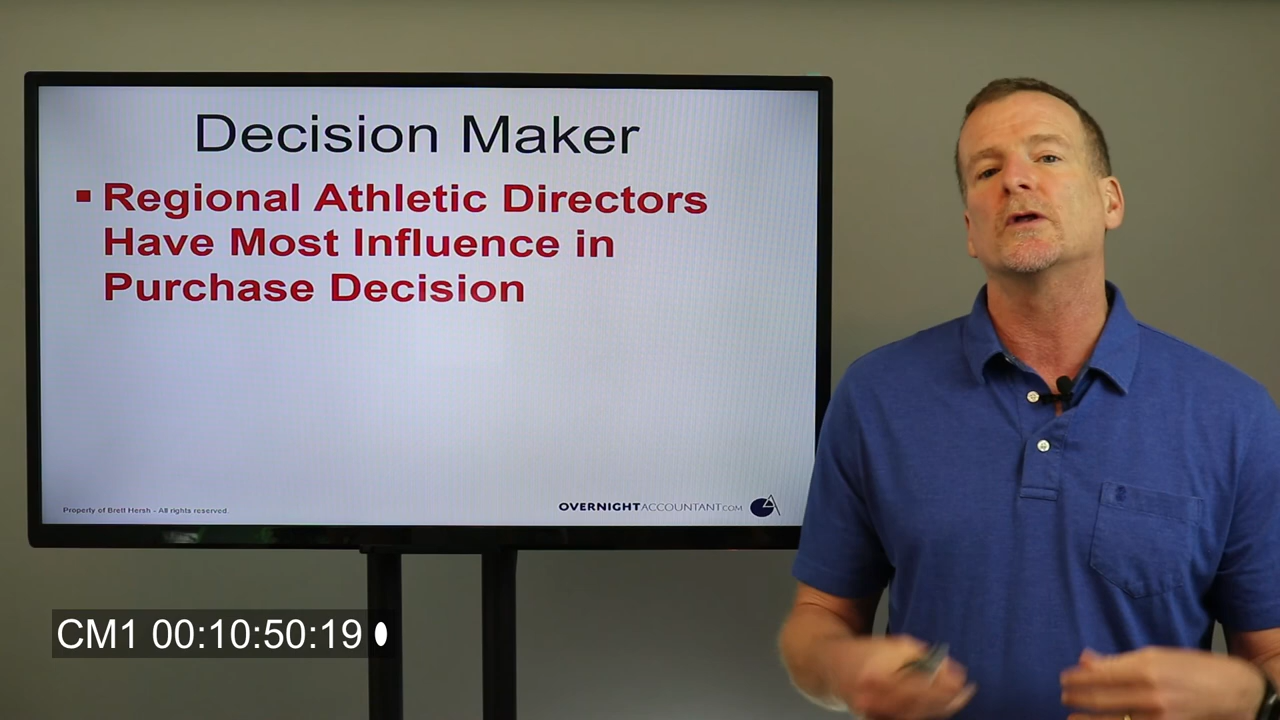 Decision Maker
▪ Regional Athletic Directors
Have Most Influence in
Purchase Decision
Property of Brett Hersh - All rights reserved.
OVERNIGHTACCOUNTANT.COM
CM1 00:10:50:19